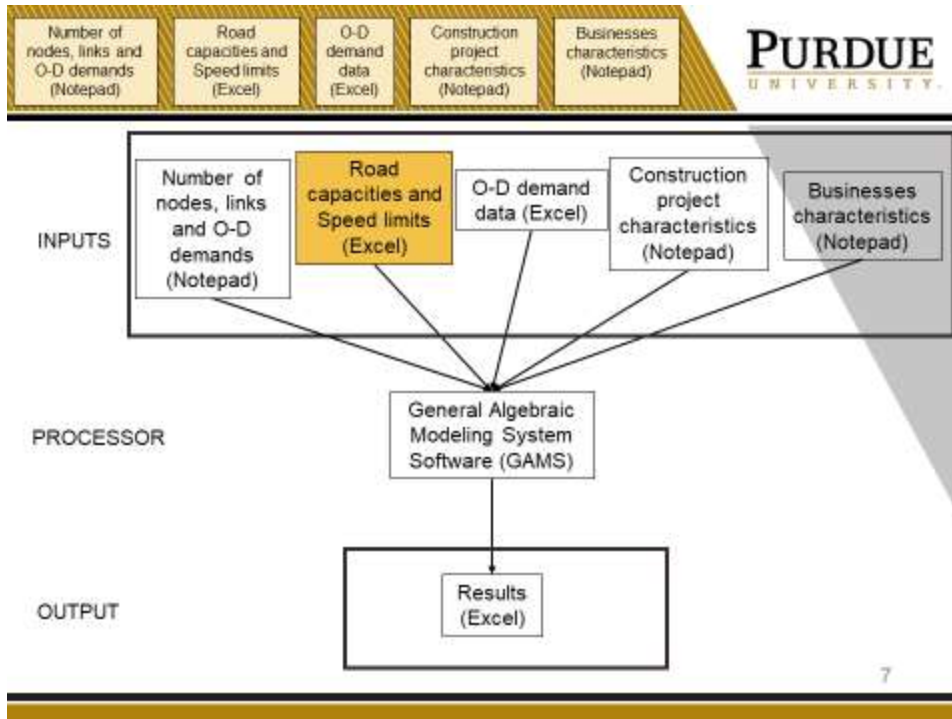 Number of
nodes, links and
O-D demands
(Notepad)
Road
capacities and
Speed limits
(Excel)
O-D
demand
data
(Excel)
Construction
project
characteristics
(Notepad)
Businesses
characteristics
(Notepad)
PURDUE
UNIVERSITY.
INPUTS
Number of
nodes, links
and O-D
demands
(Notepad)
Road
capacities and
Speed limits
(Excel)
O-D demand
data (Excel)
Construction
project
characteristics
(Notepad)
Businesses
characteristics
(Notepad)
PROCESSOR
General Algebraic
Modeling System
Software (GAMS)
OUTPUT
Results
(Excel)
7